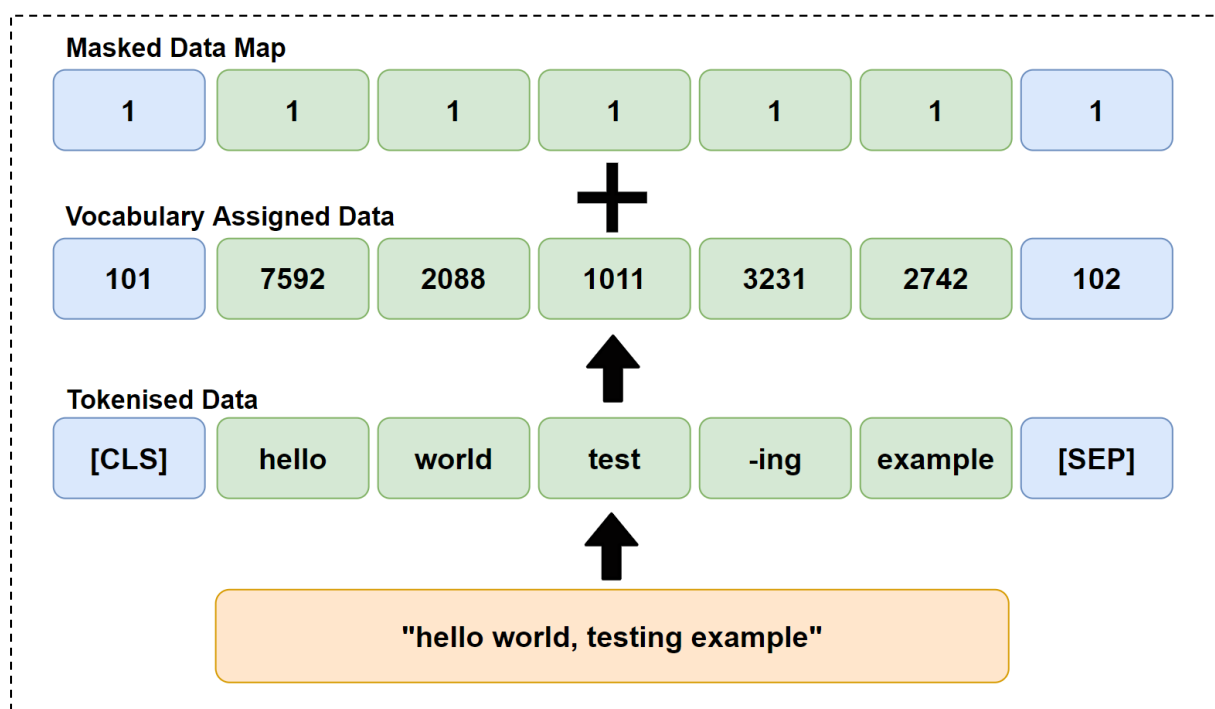 Masked Data Map
1 1 1 1 1 1 1
Vocabulary Assigned Data
101 7592 2088 1011 3231 2742 102
Tokenised Data
[CLS] hello world test -ing example [SEP]
"hello world, testing example"